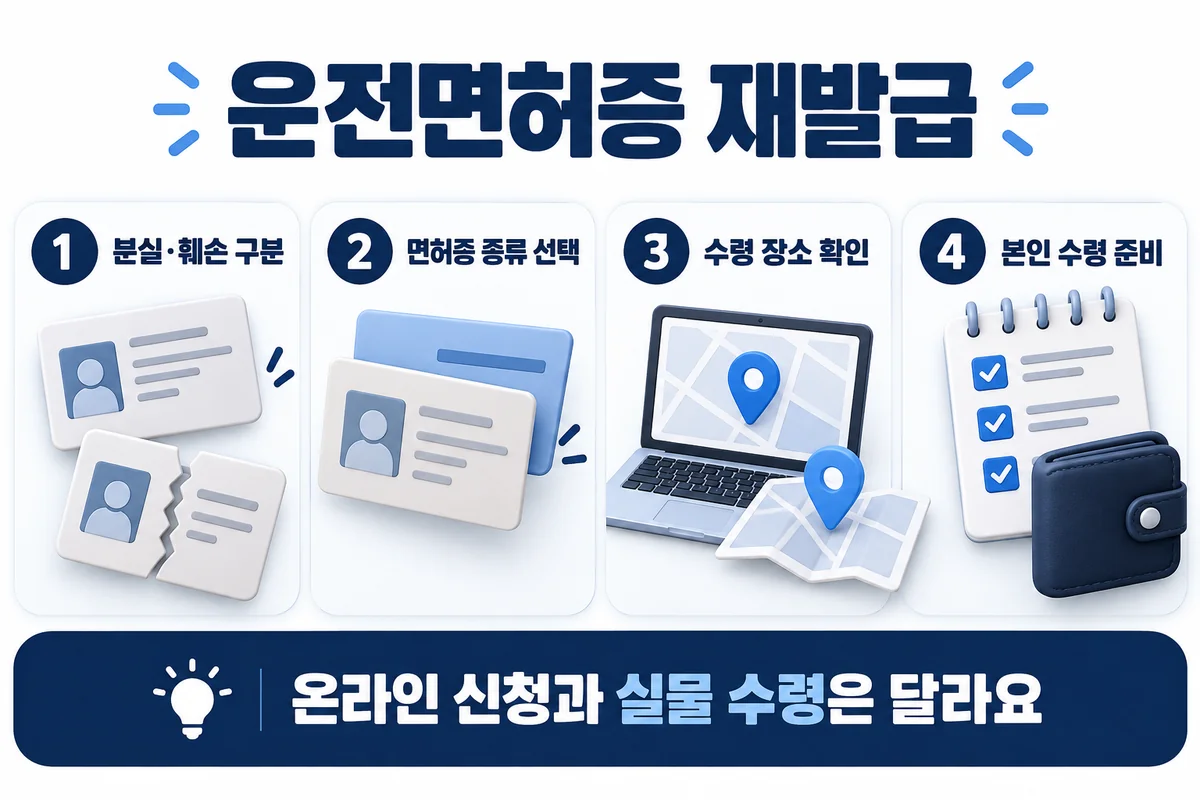 운전면허증 재발급
1 분실·훼손 구분
2 면허증 종류 선택
3 수령 장소 확인
4 본인 수령 준비
온라인 신청과 실물 수령은 달라요